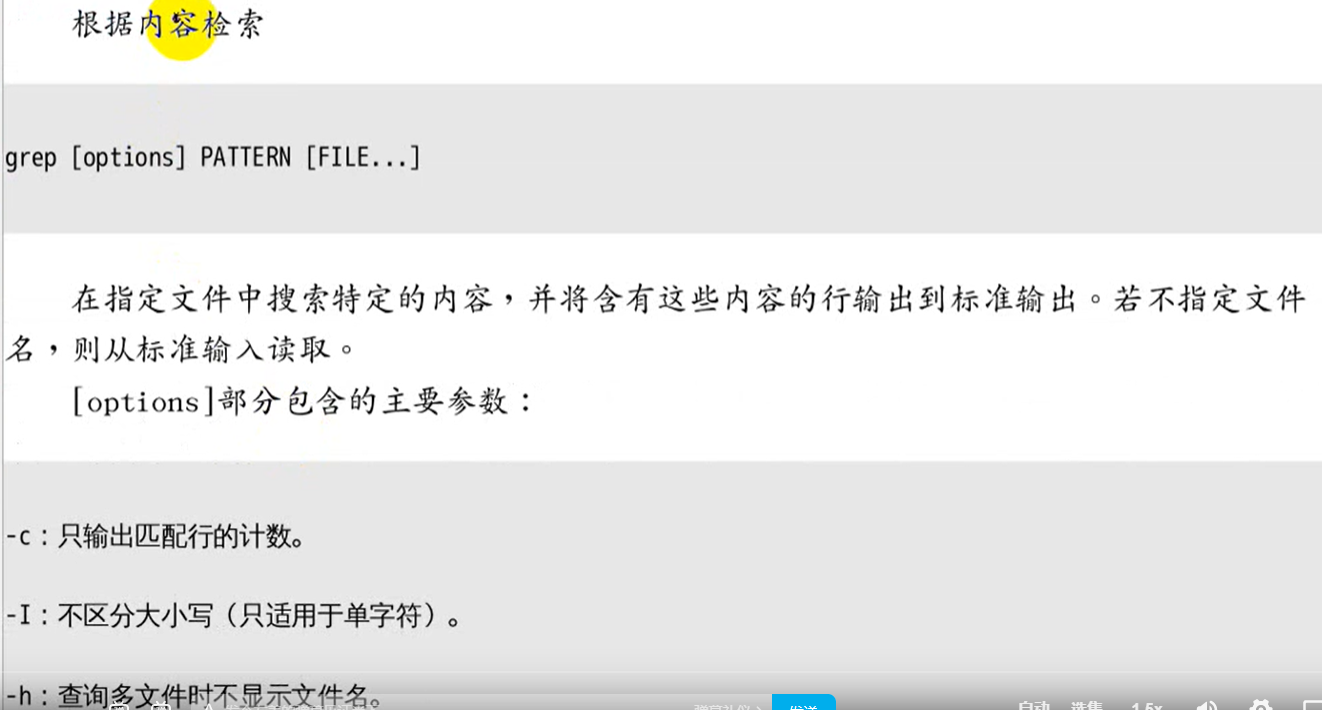 根据内容检索
grep [options] PATTERN [FILE...]
在指定文件中搜索特定的内容，并将含有这些内容的行输出到标准输出。若不指定文件
名，则从标准输入读取。
[options]部分包含的主要参数：
-c：只输出匹配行的计数。
-I：不区分大小写（只适用于单字符）。
-h：查询多文件时不显示文件名。
弹幕礼仪 发送 自动 选集 1.5x